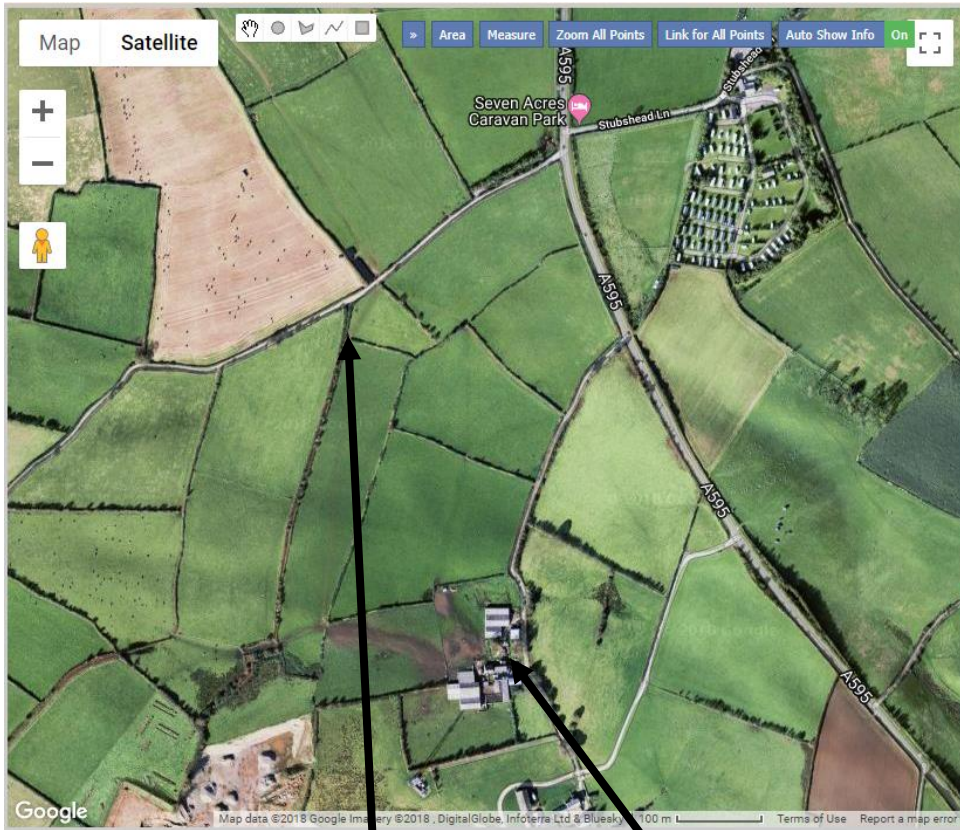 Map Satellite
» Area Measure Zoom All Points Link for All Points Auto Show Info On
A595
Stubshead
Seven Acres
Caravan Park
Stubshead Ln
A595
A595
A595
Google
Map data ©2018 Google Imagery ©2018 , DigitalGlobe, Infoterra Ltd & Bluesky 100 m Terms of Use Report a map error